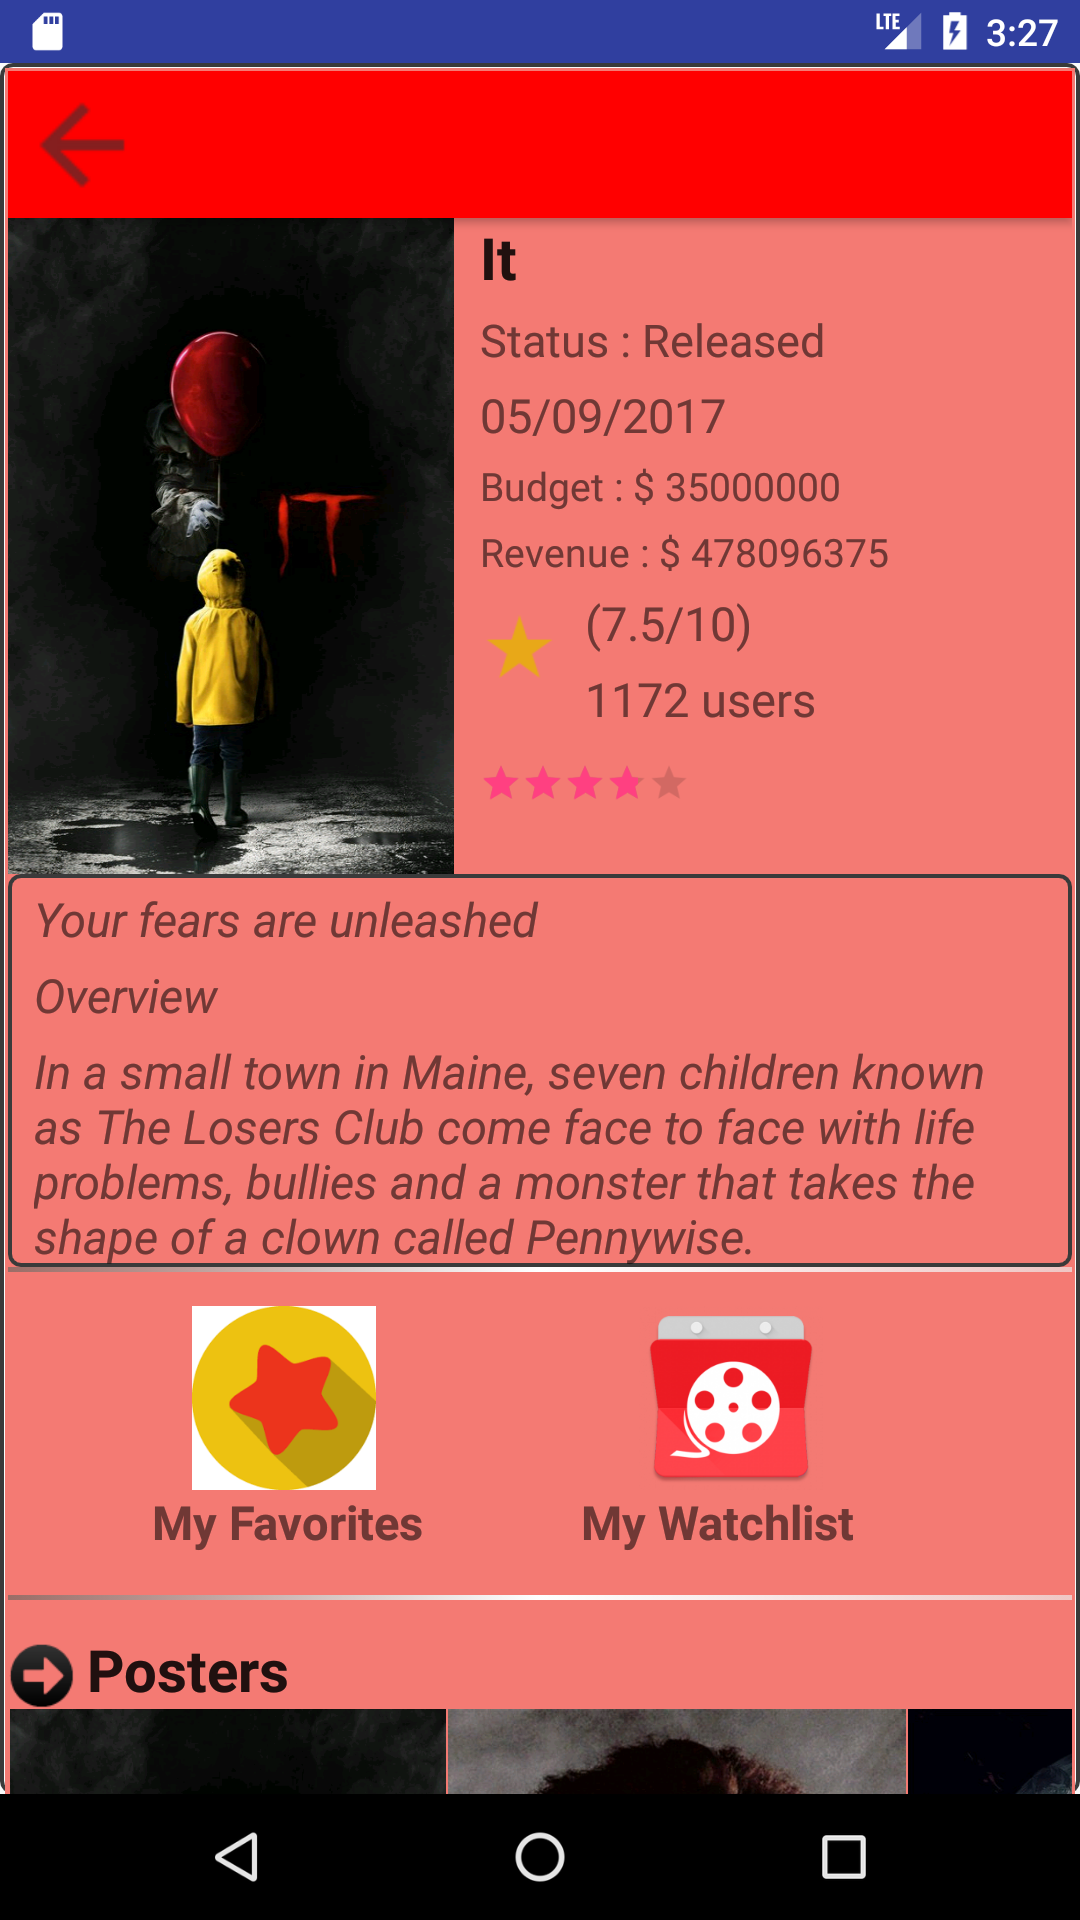 LTE 3:27
It
Status : Released
05/09/2017
Budget : $ 35000000
Revenue : $ 478096375
(7.5/10)
1172 users
IT
Your fears are unleashed
Overview
In a small town in Maine, seven children known
as The Losers Club come face to face with life
problems, bullies and a monster that takes the
shape of a clown called Pennywise.
My Favorites My Watchlist
Posters